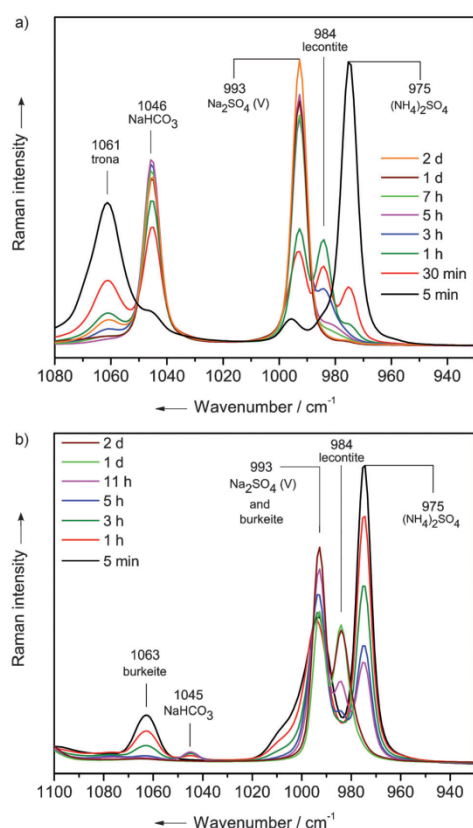 a)
984
lecontite
993
Na₂SO₄ (V)
975
(NH₄)₂SO₄
1046
NaHCO₃
1061
trona
2 d
1 d
7 h
5 h
3 h
1 h
30 min
5 min
Raman intensity →
1080 1060 1040 1020 1000 980 960 940
← Wavenumber / cm⁻¹
b)
2 d
1 d
11 h
5 h
3 h
1 h
5 min
984
lecontite
993
Na₂SO₄ (V)
and
burkeite
975
(NH₄)₂SO₄
1063
burkeite
1045
NaHCO₃
Raman intensity →
1100 1080 1060 1040 1020 1000 980 960 940
← Wavenumber / cm⁻¹